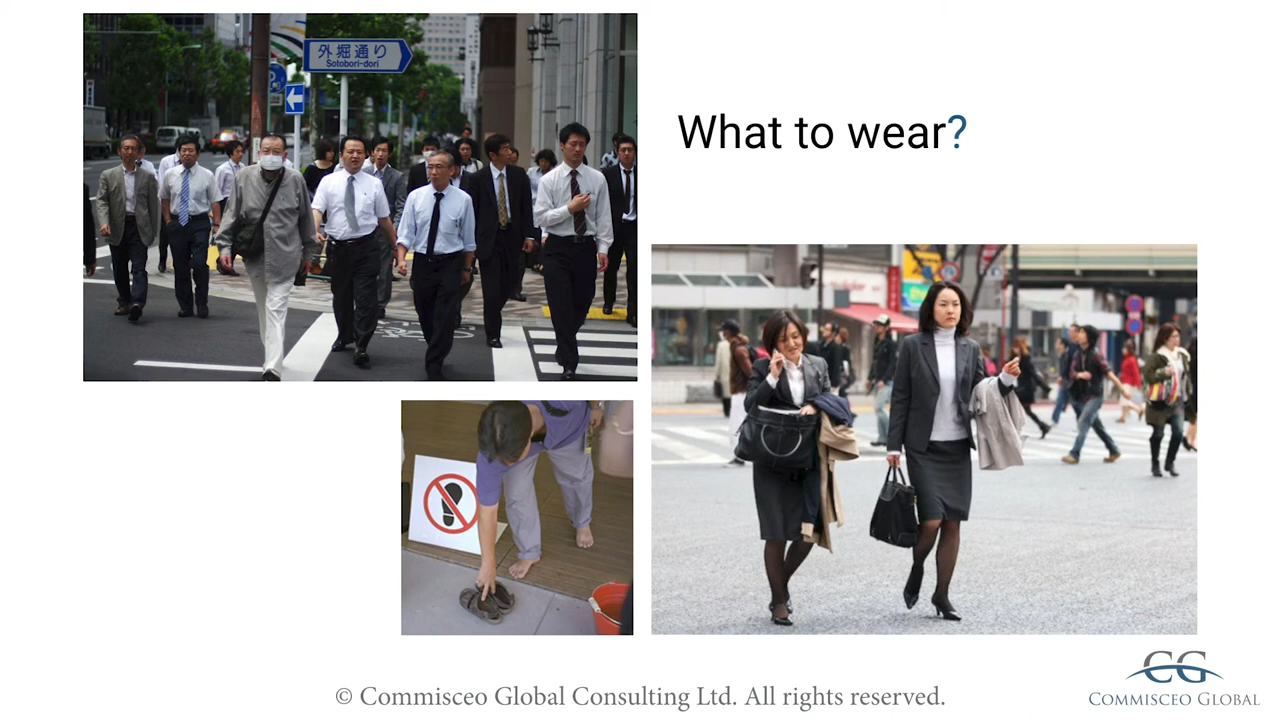 外堀通り
Sotobori-dori
What to wear?
© Commisceo Global Consulting Ltd. All rights reserved.
CG
COMMISCEO GLOBAL